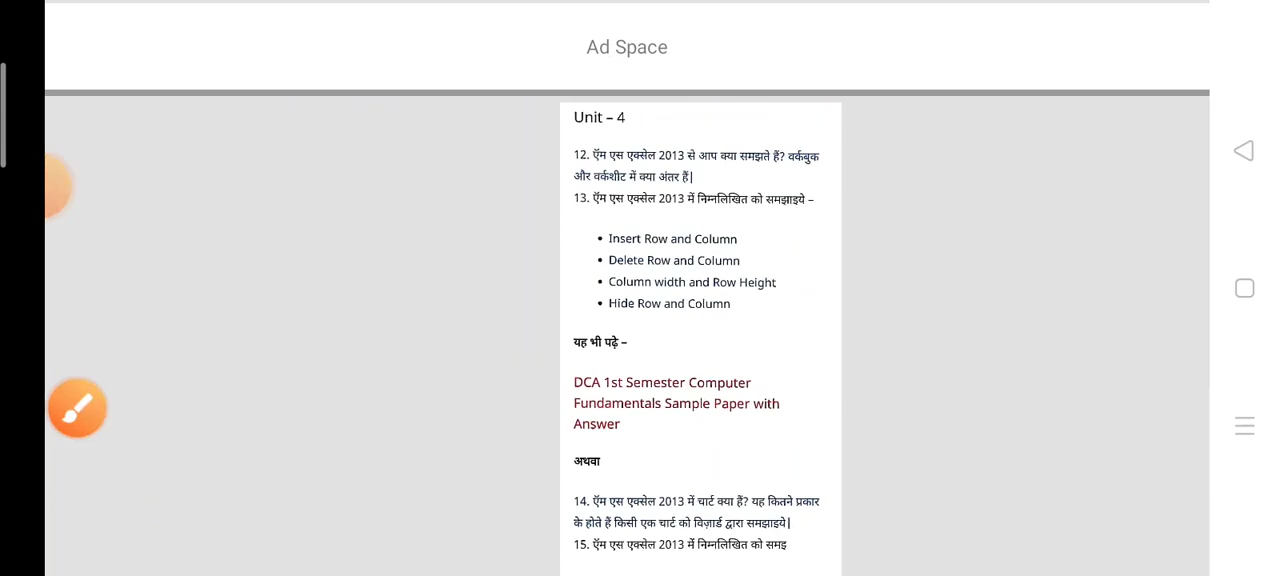 Ad Space
Unit – 4
12. ऍम एस एक्सेल 2013 से आप क्या समझते हैं? वर्कबुक
और वर्कशीट में क्या अंतर हैं|
13. ऍम एस एक्सेल 2013 में निम्नलिखित को समझाइये –
• Insert Row and Column
• Delete Row and Column
• Column width and Row Height
• Hide Row and Column
यह भी पढ़े –
DCA 1st Semester Computer
Fundamentals Sample Paper with
Answer
अथवा
14. ऍम एस एक्सेल 2013 में चार्ट क्या हैं? यह कितने प्रकार
के होते हैं किसी एक चार्ट को विज़ार्ड द्वारा समझाइये|
15. ऍम एस एक्सेल 2013 में निम्नलिखित को समझ